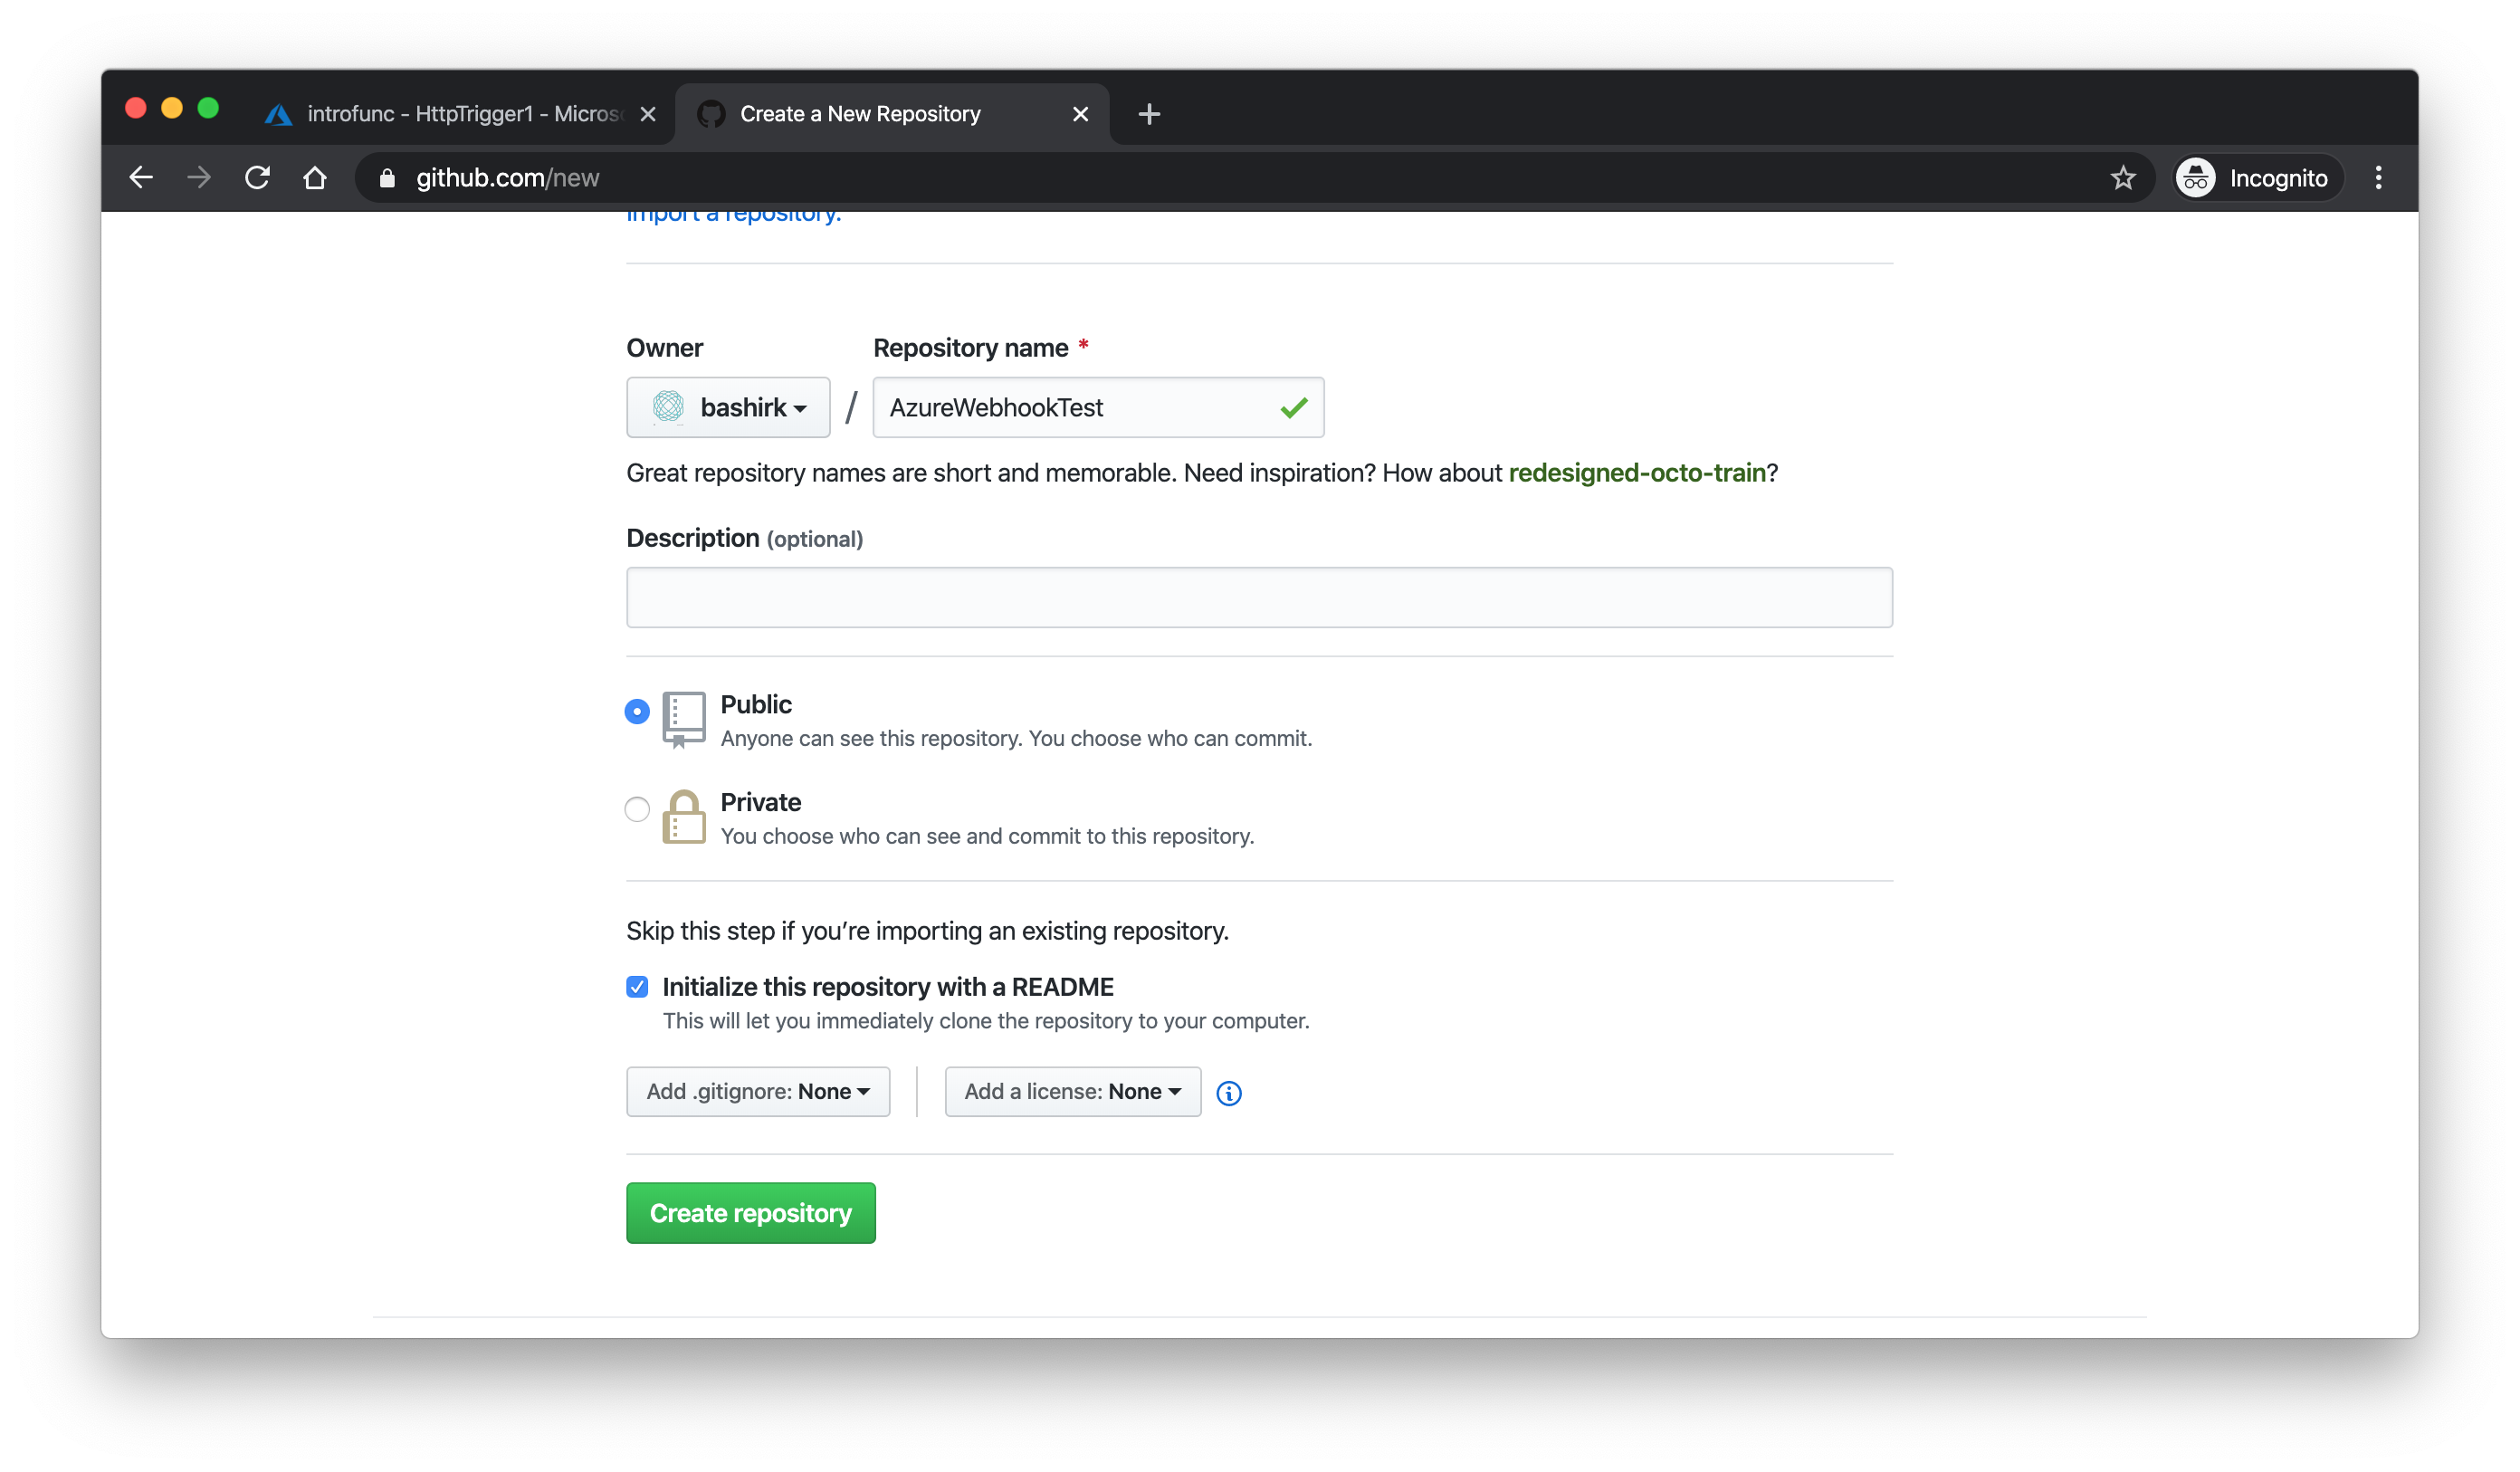 introfunc - HttpTrigger1 - Micros
Create a New Repository
github.com/new
Incognito
Import a repository.
Owner
Repository name *
bashirk
/
AzureWebhookTest
Great repository names are short and memorable. Need inspiration? How about redesigned-octo-train?
Description (optional)
Public
Anyone can see this repository. You choose who can commit.
Private
You choose who can see and commit to this repository.
Skip this step if you’re importing an existing repository.
Initialize this repository with a README
This will let you immediately clone the repository to your computer.
Add .gitignore: None
Add a license: None
Create repository